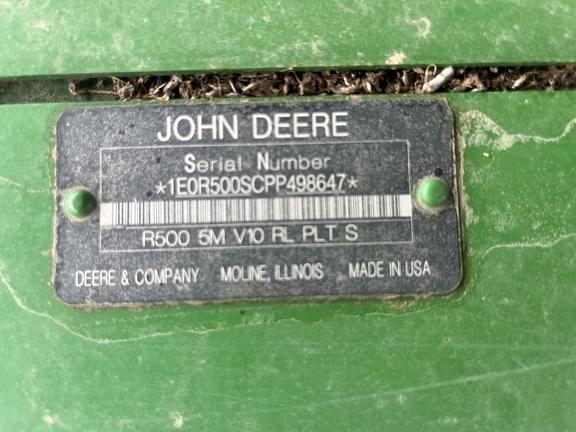 JOHN DEERE
Serial Number
*1E0R500SCPP498647*
R500 5M V10 RL PLT S
DEERE & COMPANY MOLINE, ILLINOIS MADE IN USA